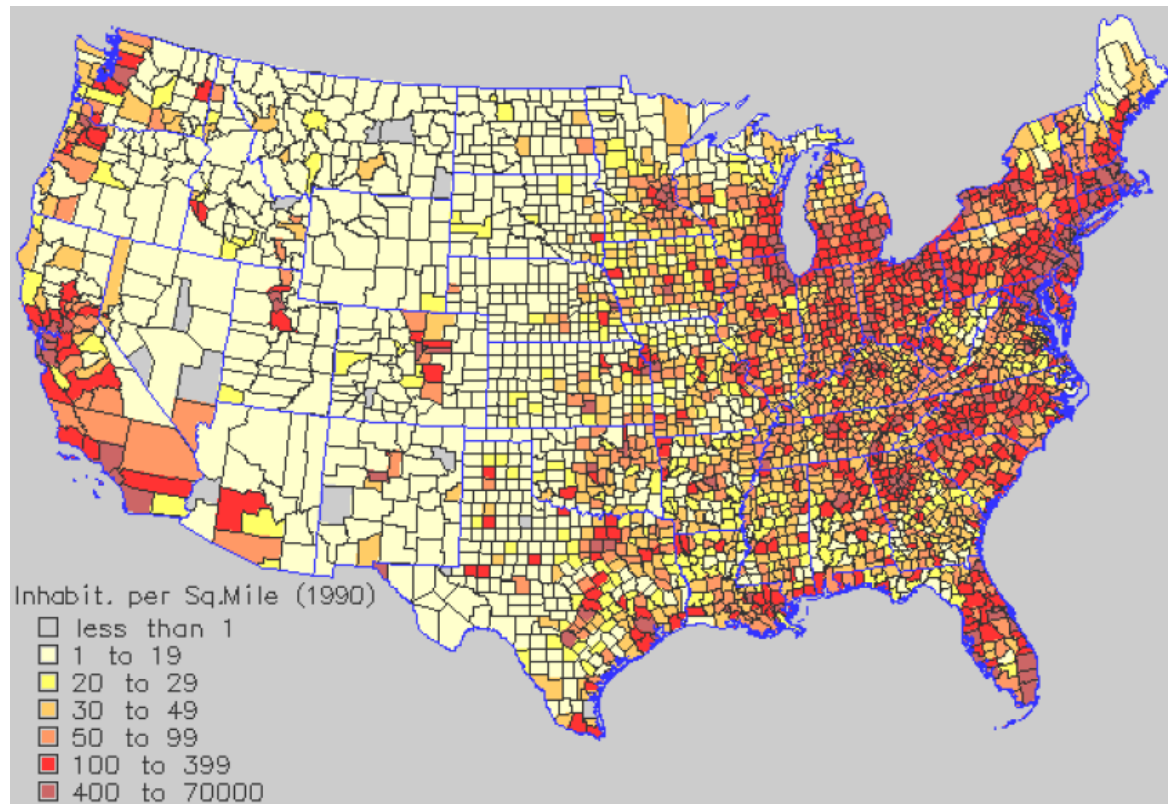 Inhabit. per Sq.Mile (1990)
less than 1
1 to 19
20 to 29
30 to 49
50 to 99
100 to 399
400 to 70000